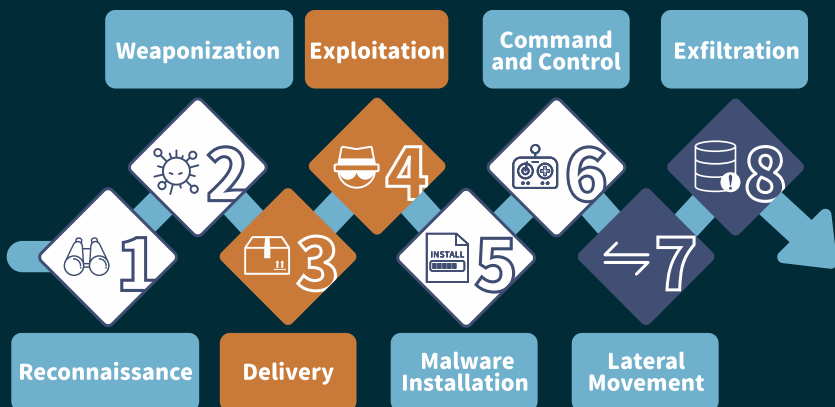 Weaponization
Exploitation
Command
and Control
Exfiltration
1
2
3
4
INSTALL
5
6
7
!
8
Reconnaissance
Delivery
Malware
Installation
Lateral
Movement